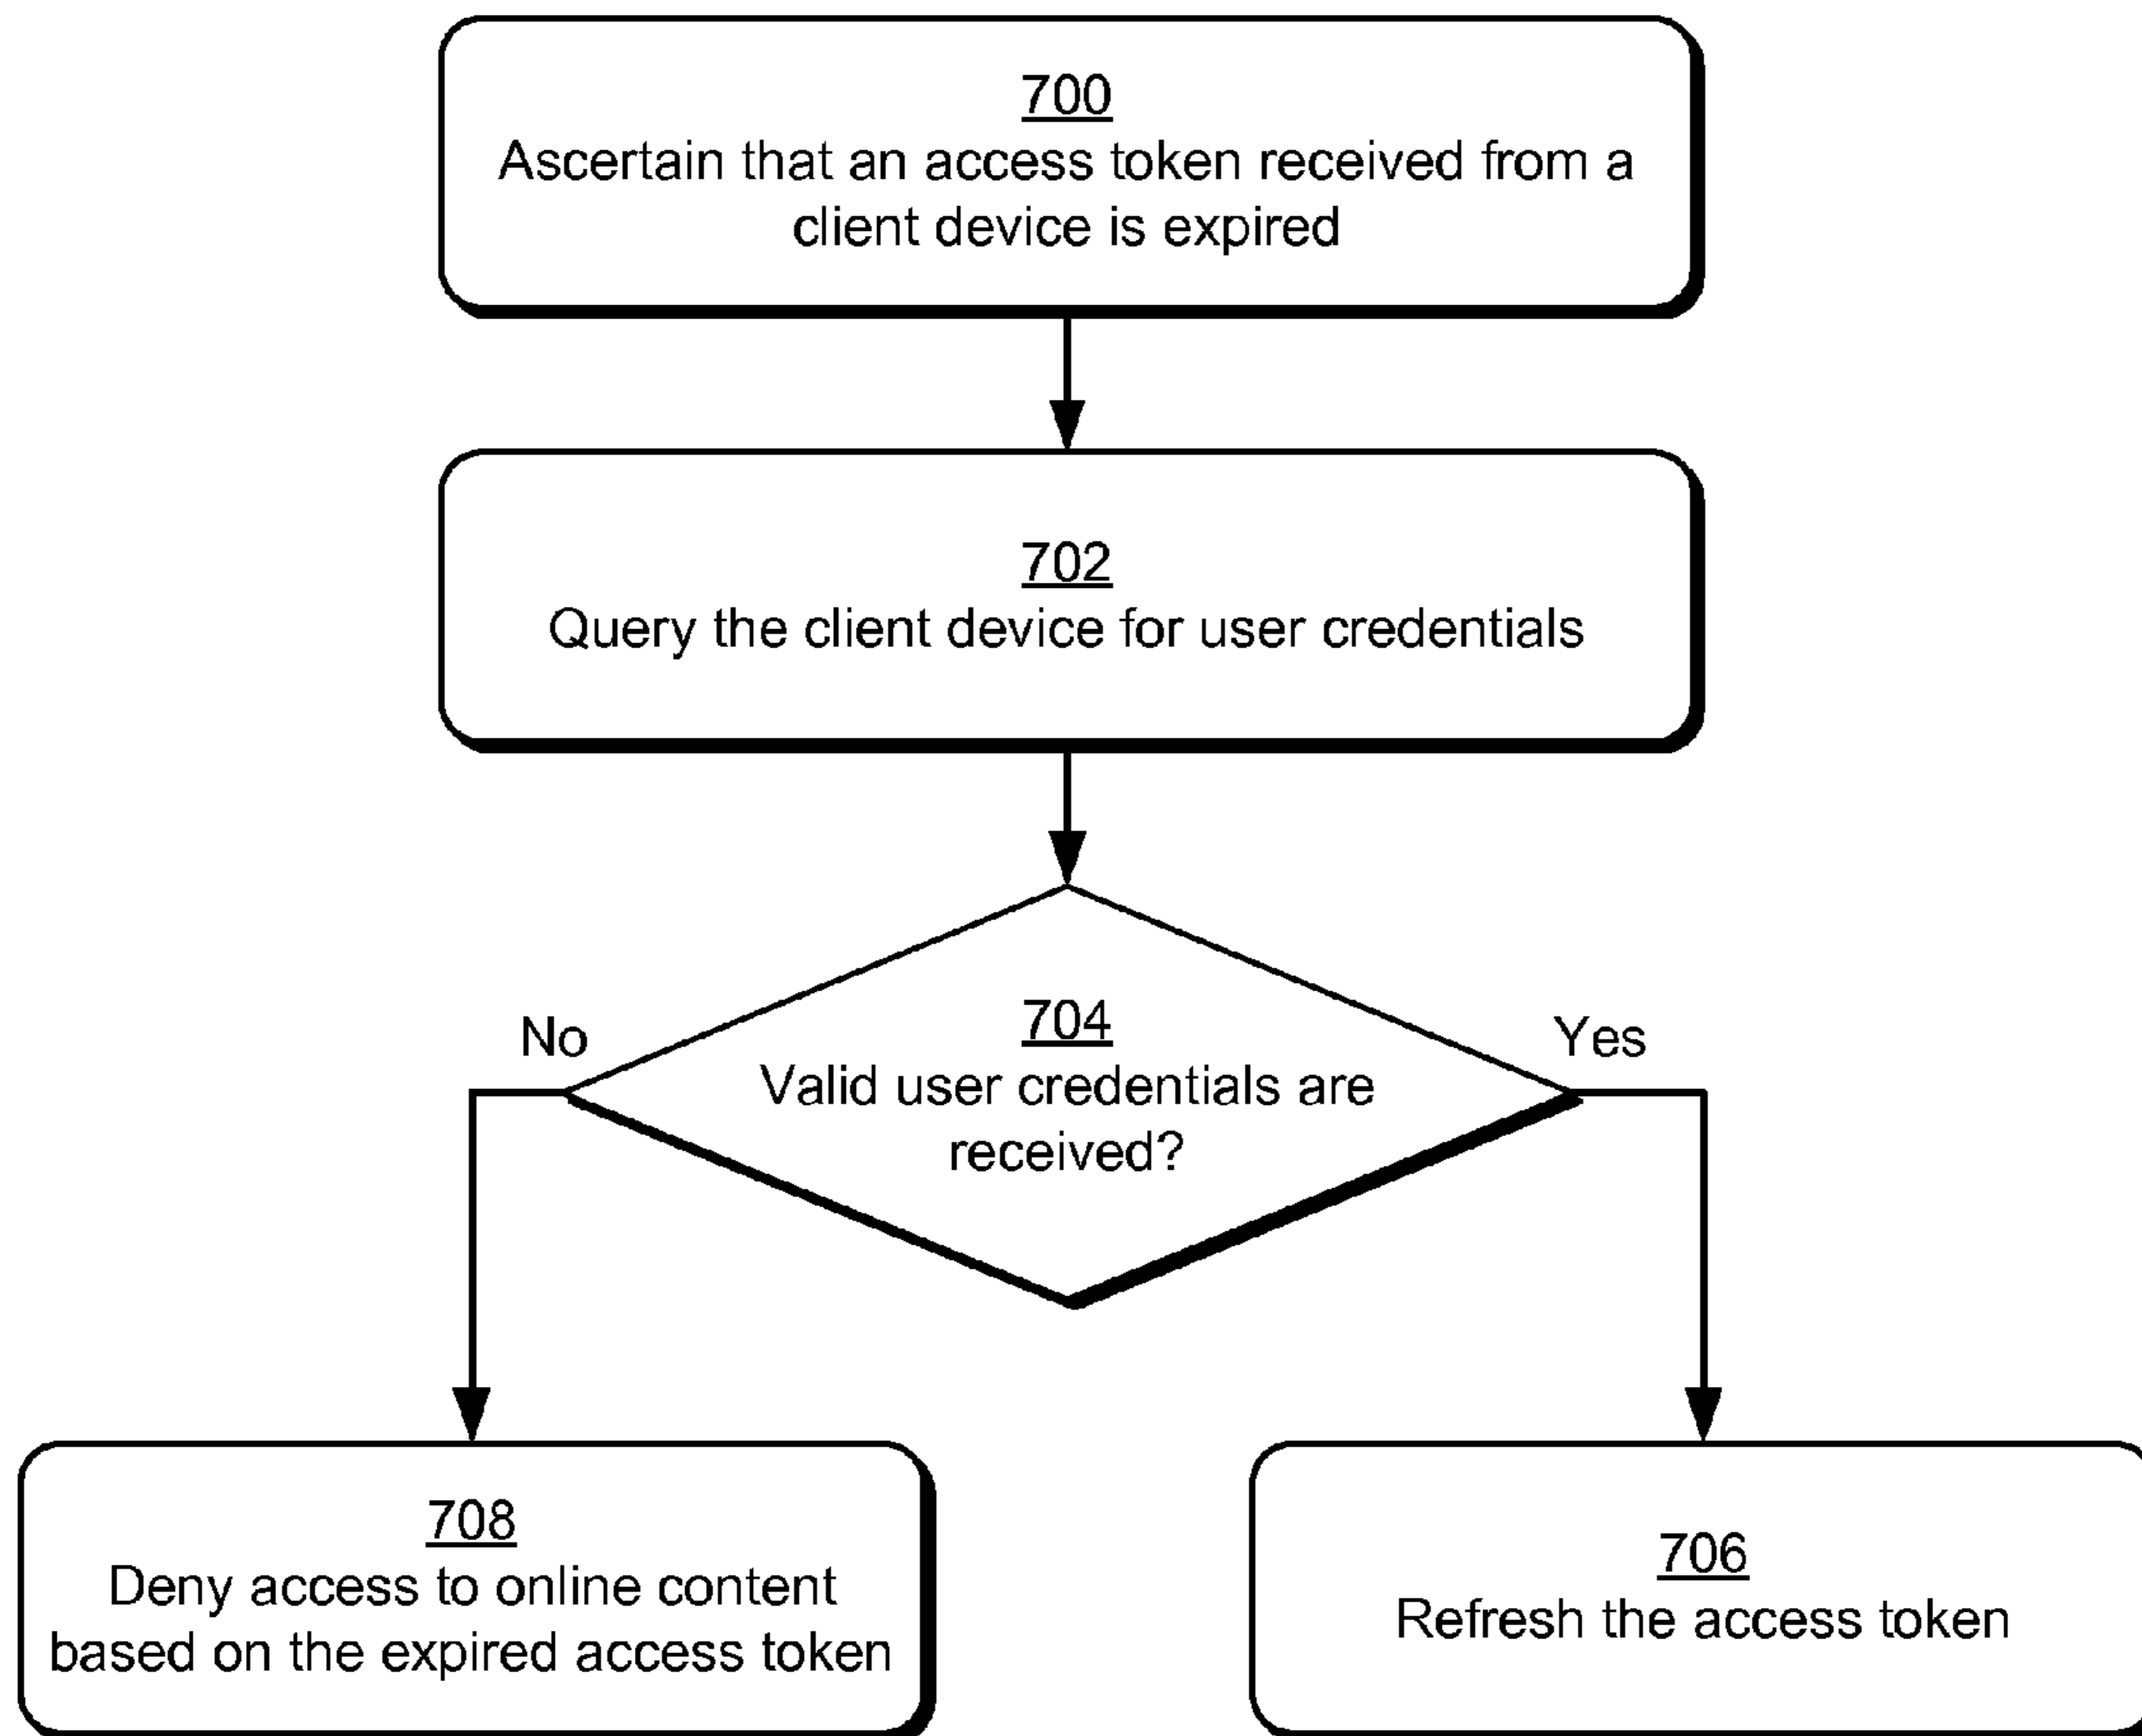 700
Ascertain that an access token received from a
client device is expired
702
Query the client device for user credentials
704
Valid user credentials are
received?
No
Yes
708
Deny access to online content
based on the expired access token
706
Refresh the access token